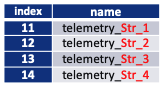 index name
11 telemetry_Str_1
12 telemetry_Str_2
13 telemetry_Str_3
14 telemetry_Str_4